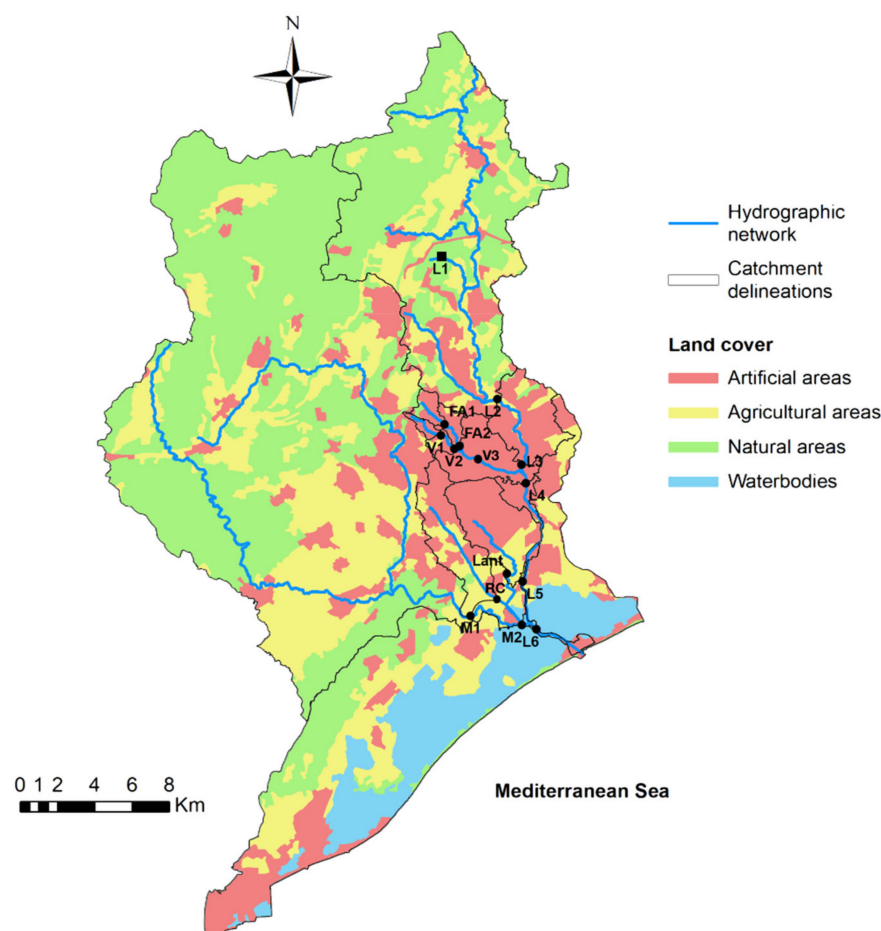 N
Hydrographic
network
Catchment
delineations
Land cover
Artificial areas
Agricultural areas
Natural areas
Waterbodies
L1
FA1
L2
V1
FA2
V2
V3
L3
L4
Lant
L5
RC
M1
M2
L6
0 1 2 4 6 8
Km
Mediterranean Sea